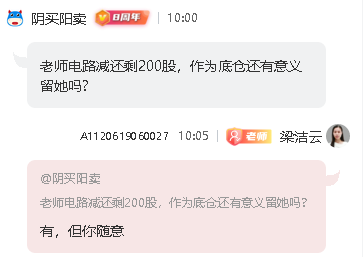 阴买阳卖 8周年 10:00
老师电路减还剩200股，作为底仓还有意义
留她吗？
A1120619060027 10:05 老师 梁洁云
@阴买阳卖
老师电路减还剩200股，作为底仓还有意义留她吗？
有，但你随意